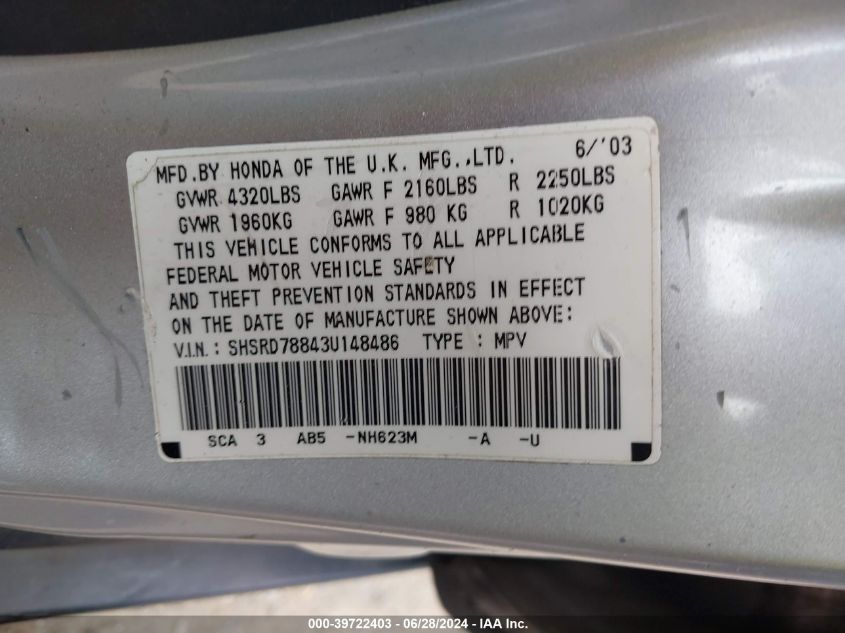 MFD.BY HONDA OF THE U.K. MFG.,LTD. 6/'03
GVWR 4320LBS GAWR F 2160LBS R 2250LBS
GVWR 1960KG GAWR F 980 KG R 1020KG
THIS VEHICLE CONFORMS TO ALL APPLICABLE
FEDERAL MOTOR VEHICLE SAFETY
AND THEFT PREVENTION STANDARDS IN EFFECT
ON THE DATE OF MANUFACTURE SHOWN ABOVE:
V.I.N.: SHSRD78843U148486 TYPE : MPV
SCA 3 AB5 -NH623M -A -U
000-39722403 - 06/28/2024 - IAA Inc.